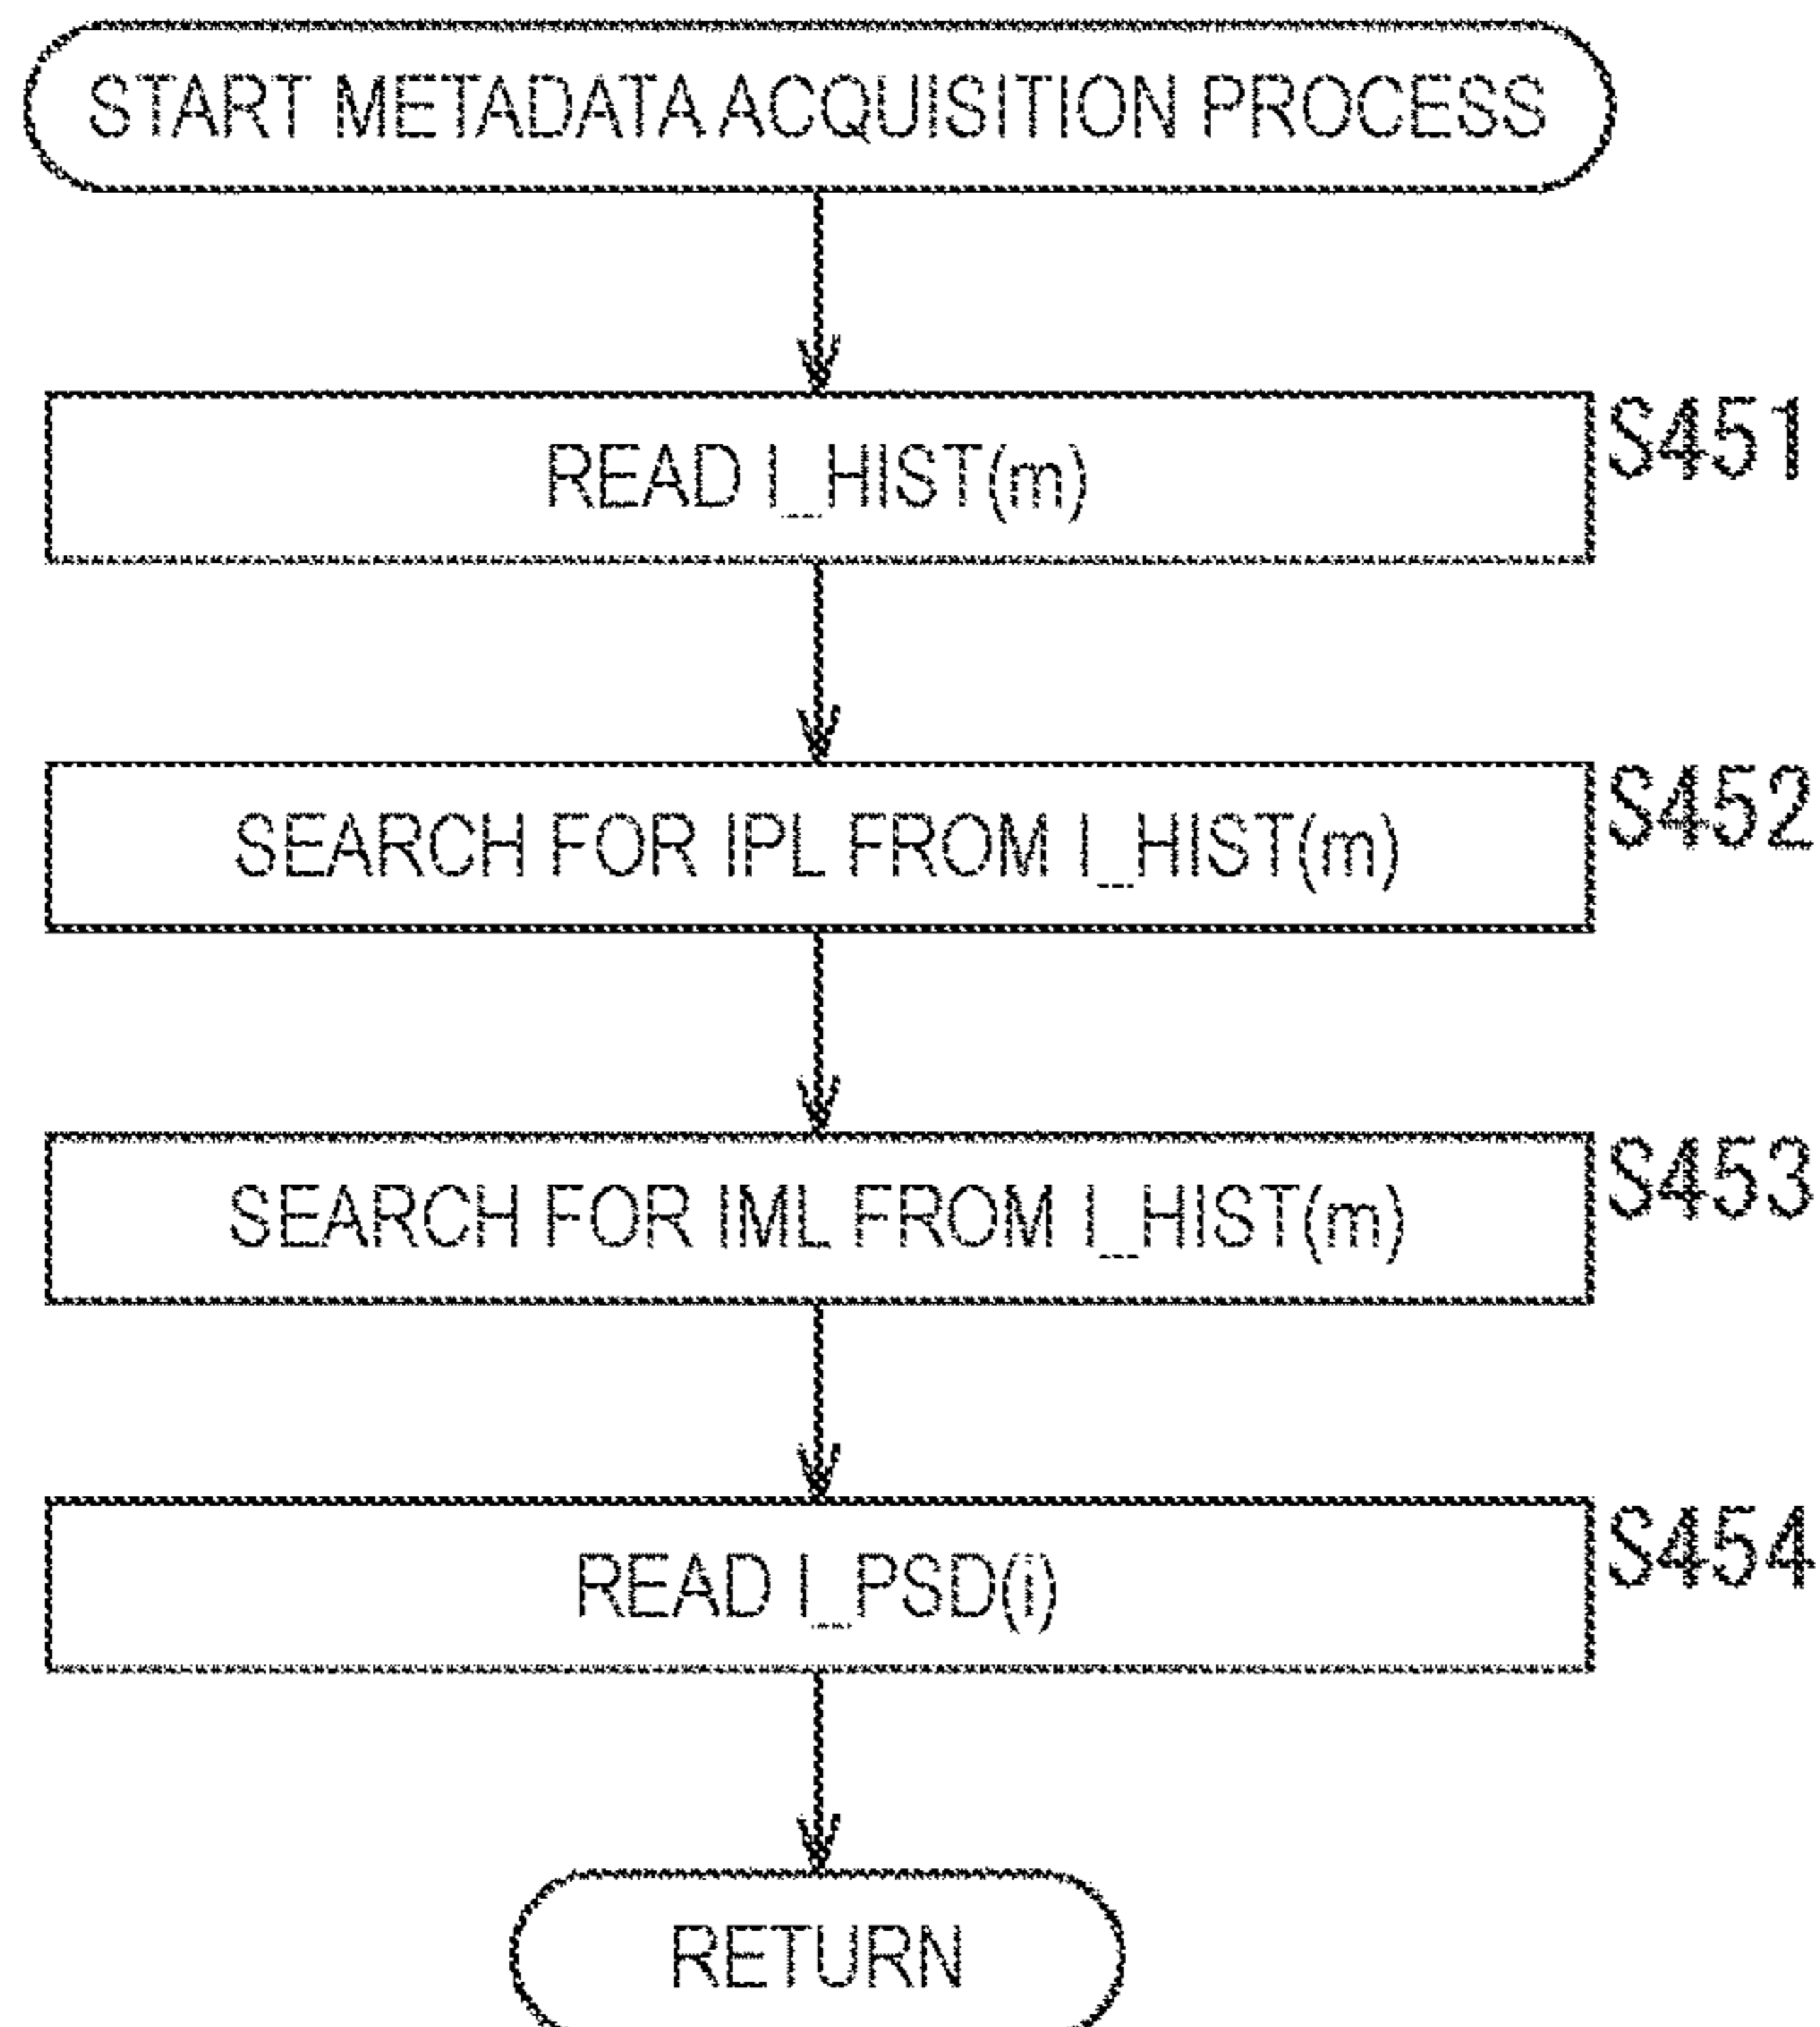 START METADATA ACQUISITION PROCESS
READ I_HIST(m)
S451
SEARCH FOR IPL FROM I_HIST(m)
S452
SEARCH FOR IML FROM I_HIST(m)
S453
READ I_PSD(i)
S454
RETURN